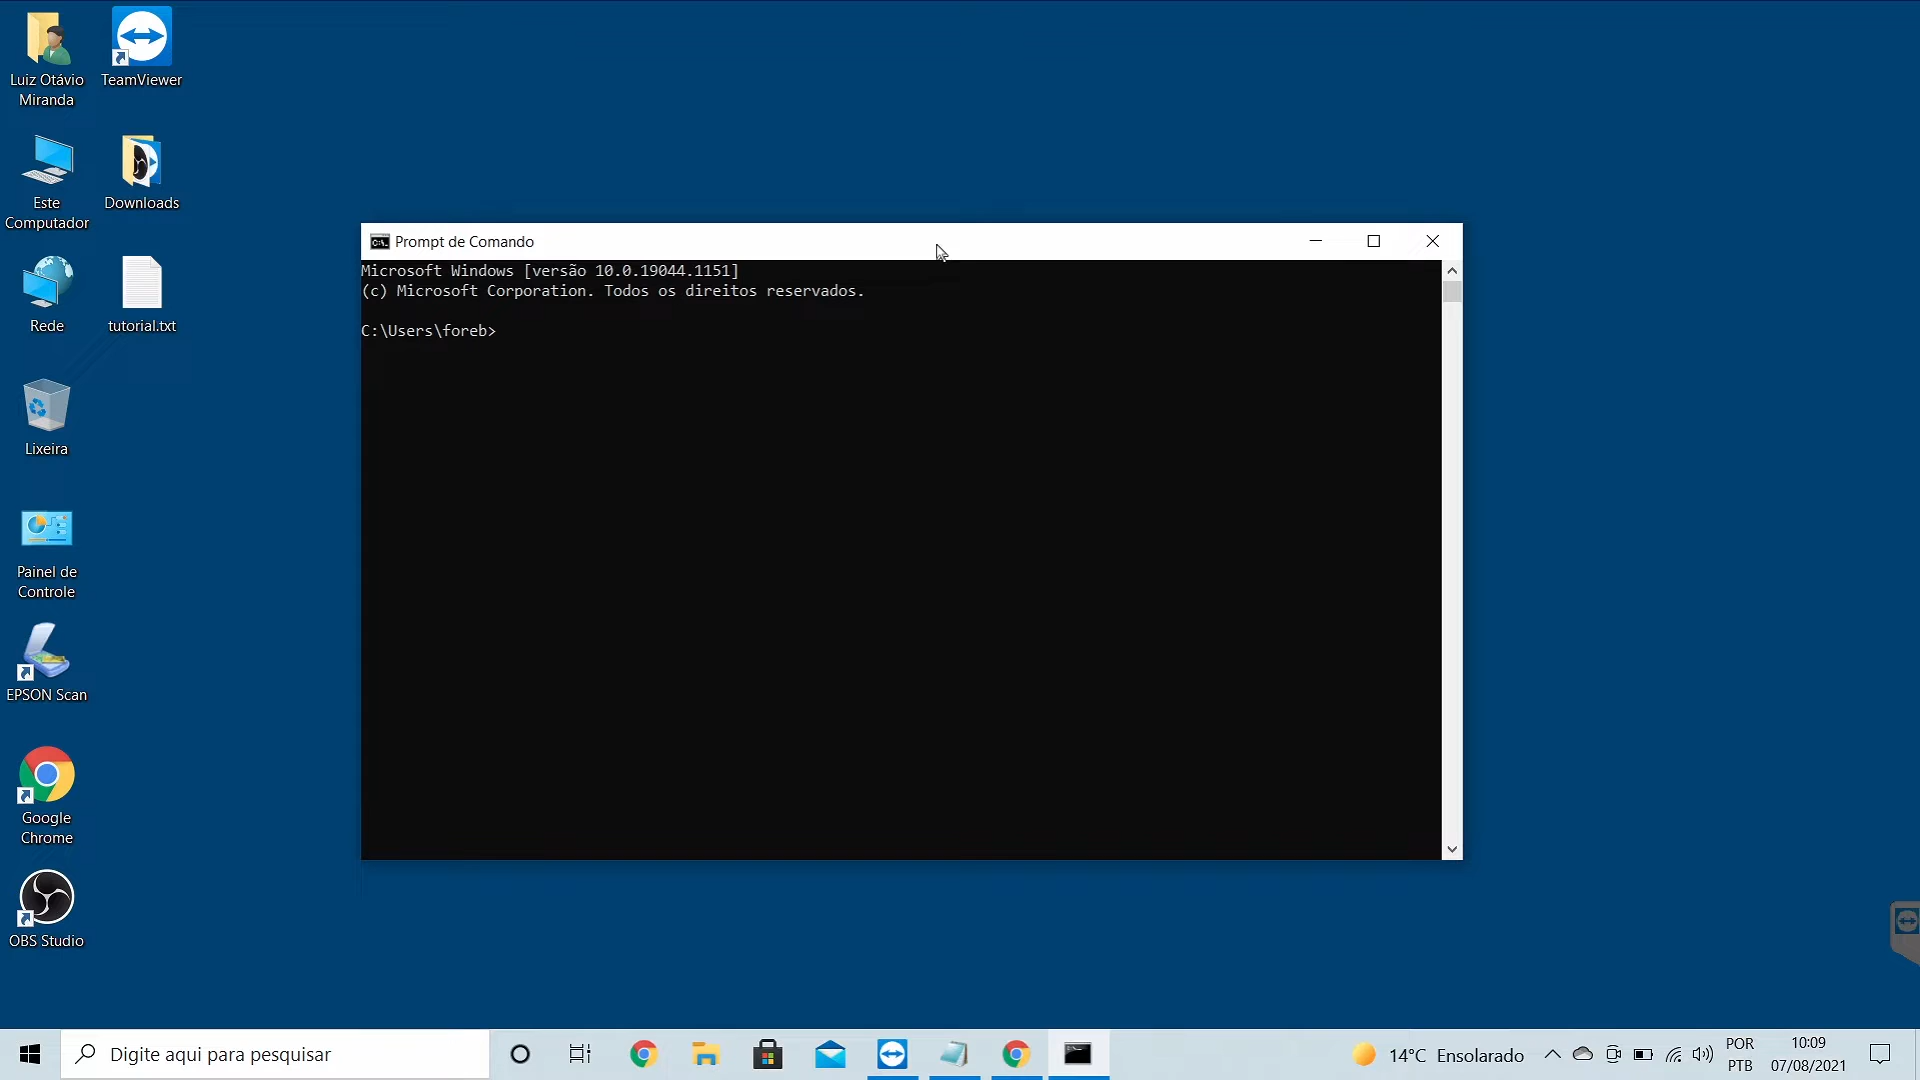 Luiz Otávio
Miranda
TeamViewer
Este
Computador
Downloads
Rede
tutorial.txt
Lixeira
Painel de
Controle
EPSON Scan
Google
Chrome
OBS Studio
Prompt de Comando
Microsoft Windows [versão 10.0.19044.1151]
(c) Microsoft Corporation. Todos os direitos reservados.
C:\Users\foreb>
Digite aqui para pesquisar
14°C Ensolarado
POR
PTB
10:09
07/08/2021